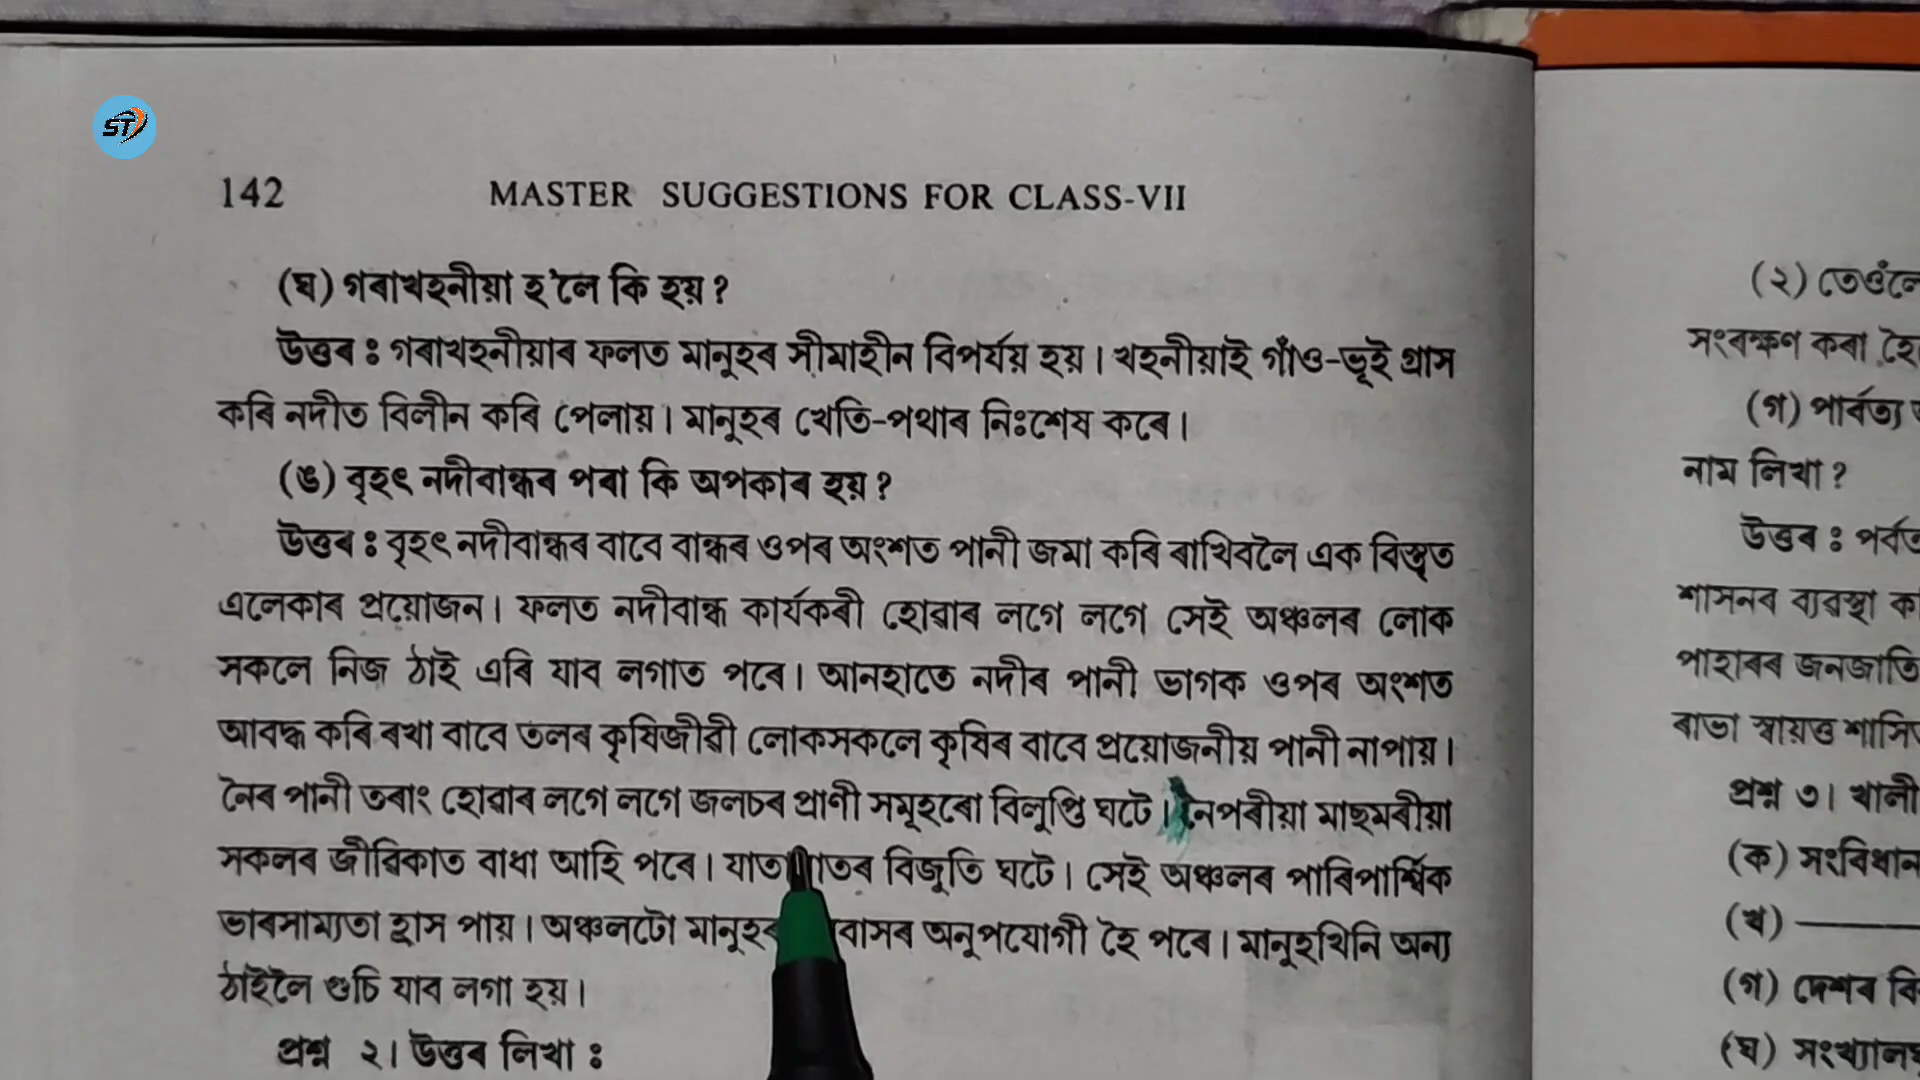 ST
142 MASTER SUGGESTIONS FOR CLASS-VII
(ঘ) গৰাখহনীয়া হ'লে কি হয়?
উত্তৰ ঃ গৰাখহনীয়াৰ ফলত মানুহৰ সীমাহীন বিপৰ্যয় হয়। খহনীয়াই গাঁও-ভূই গ্ৰাস
কৰি নদীত বিলীন কৰি পেলায়। মানুহৰ খেতি-পথাৰ নিঃশেষ কৰে।
(ঙ) বৃহৎ নদীবান্ধৰ পৰা কি অপকাৰ হয়?
উত্তৰ ঃ বৃহৎ নদীবান্ধৰ বাবে বান্ধৰ ওপৰ অংশত পানী জমা কৰি ৰাখিবলৈ এক বিস্তৃত
এলেকাৰ প্ৰয়োজন। ফলত নদীবান্ধ কাৰ্যকৰী হোৱাৰ লগে লগে সেই অঞ্চলৰ লোক
সকলে নিজ ঠাই এৰি যাব লগাত পৰে। আনহাতে নদীৰ পানী ভাগক ওপৰ অংশত
আবদ্ধ কৰি ৰখা বাবে তলৰ কৃষিজীৱী লোকসকলে কৃষিৰ বাবে প্ৰয়োজনীয় পানী নাপায়।
নৈৰ পানী তৰাং হোৱাৰ লগে লগে জলচৰ প্ৰাণী সমূহৰো বিলুপ্তি ঘটে। নৈপৰীয়া মাছমৰীয়া
সকলৰ জীৱিকাত বাধা আহি পৰে। বিজুতি ঘটে। সেই অঞ্চলৰ পাৰিপাৰ্শ্বিক
ভাৰসাম্যতা হ্ৰাস পায়। অঞ্চলটো মানুহৰ অনুপযোগী হৈ পৰে। মানুহখিনি অন্য
ঠাইলৈ গুচি যাব লগা হয়।
প্ৰশ্ন ২। উত্তৰ লিখা ঃ
(২)
সংৰক্ষণ কৰা
(গ) পাৰ্বত্য
নাম লিখা?
উত্তৰ ঃ
শাসনৰ ব্যৱস্থা
পাহাৰৰ
ৰাভা স্বায়ত্ত
প্ৰশ্ন ৩। খালী
(ক)
(খ)
(গ) দেশৰ
(ঘ)